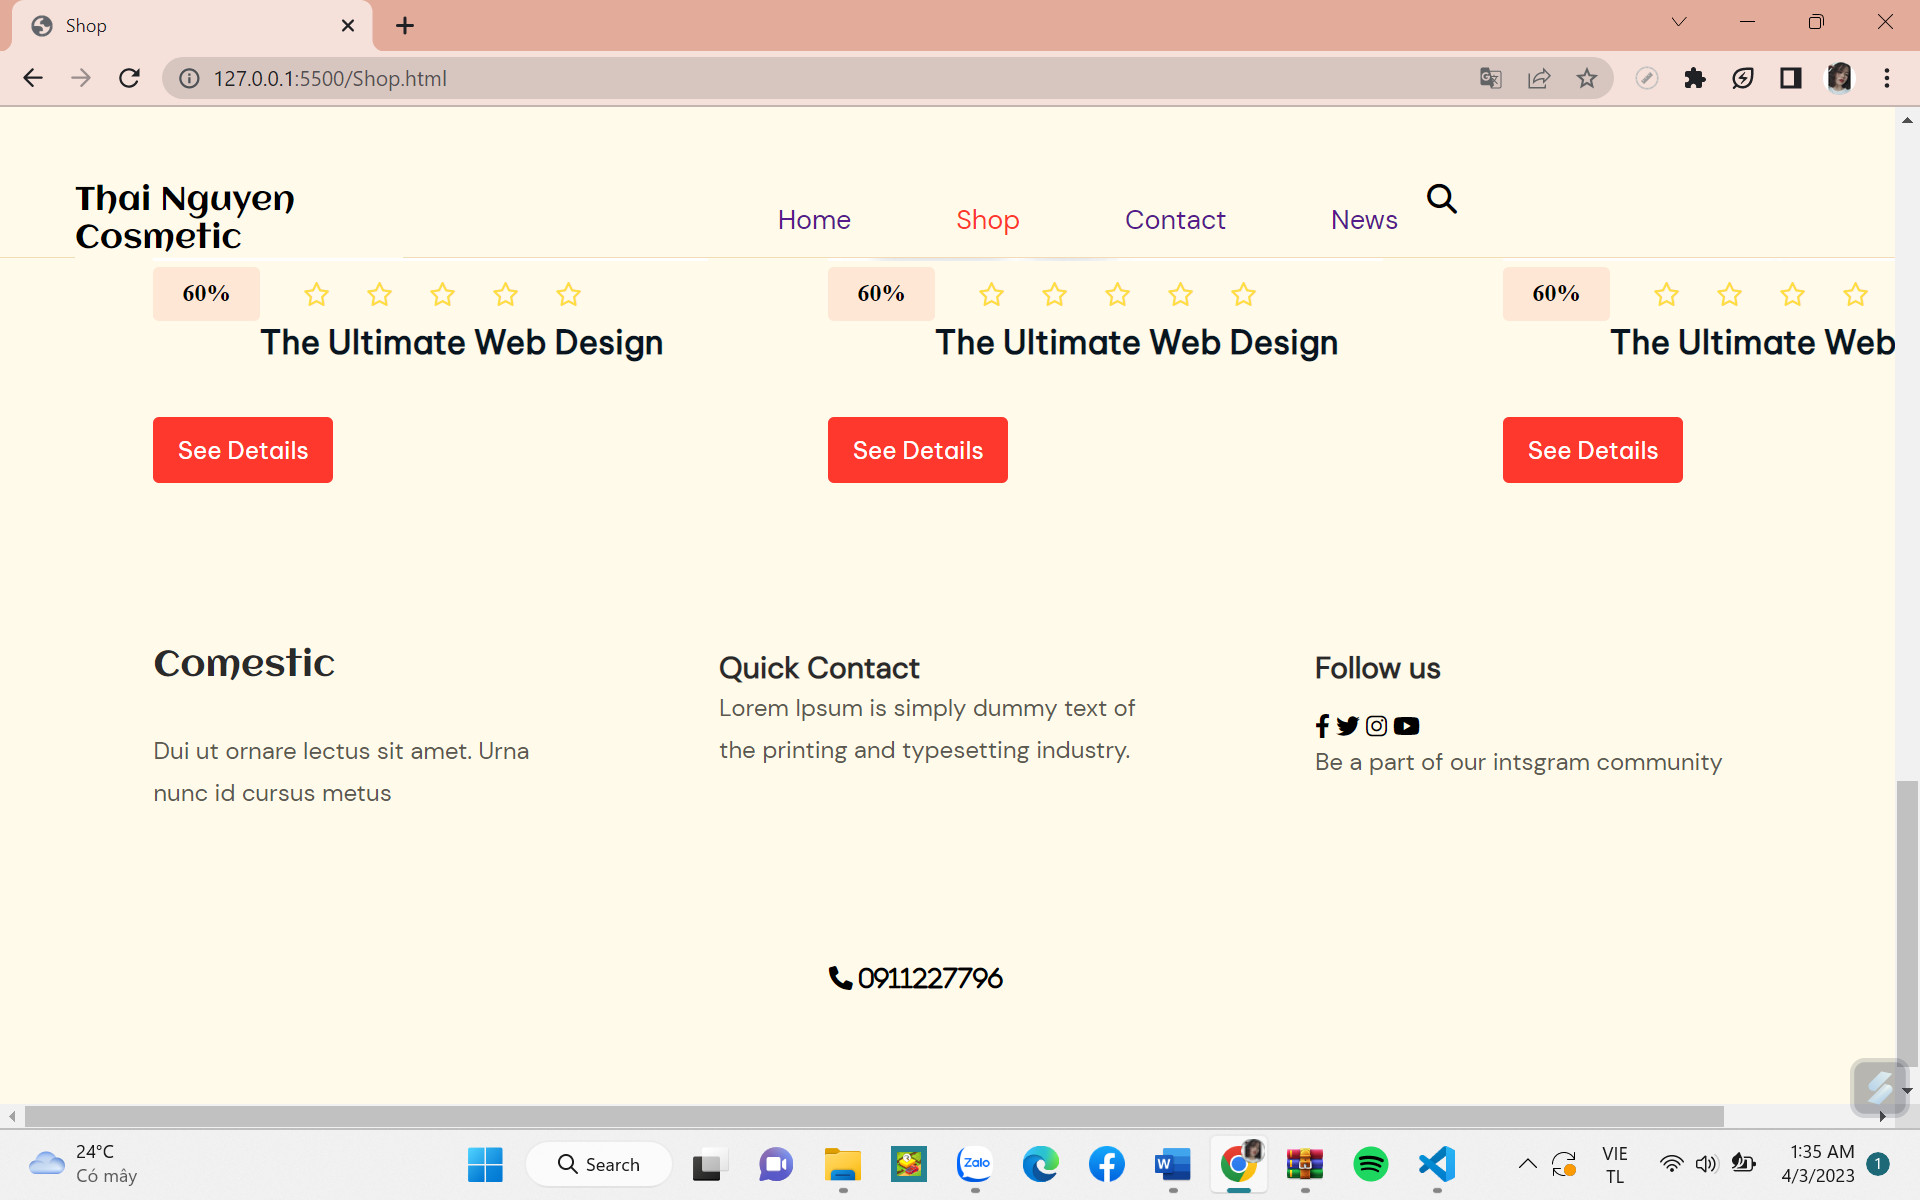 Shop
127.0.0.1:5500/Shop.html
Thai Nguyen
Cosmetic
Home Shop Contact News
60% 60% 60%
The Ultimate Web Design The Ultimate Web Design The Ultimate Web
See Details See Details See Details
Comestic
Dui ut ornare lectus sit amet. Urna
nunc id cursus metus
Quick Contact
Lorem Ipsum is simply dummy text of
the printing and typesetting industry.
Follow us
Be a part of our intsgram community
0911227796
24°C
Có mây
Search
Zalo
W
VIE
TL
1:35 AM
4/3/2023
1